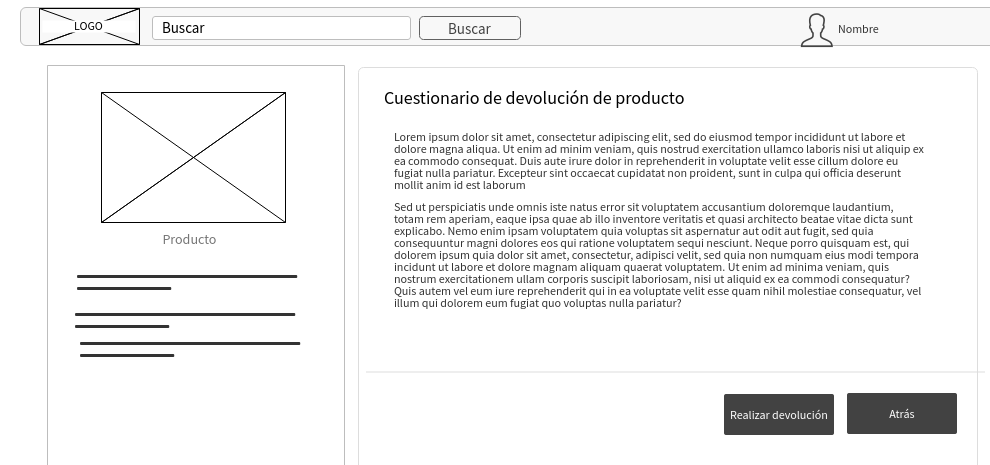 LOGO
Buscar
Buscar
Nombre
Producto
Cuestionario de devolución de producto
Lorem ipsum dolor sit amet, consectetur adipiscing elit, sed do eiusmod tempor incididunt ut labore et
dolore magna aliqua. Ut enim ad minim veniam, quis nostrud exercitation ullamco laboris nisi ut aliquip ex
ea commodo consequat. Duis aute irure dolor in reprehenderit in voluptate velit esse cillum dolore eu
fugiat nulla pariatur. Excepteur sint occaecat cupidatat non proident, sunt in culpa qui officia deserunt
mollit anim id est laborum
Sed ut perspiciatis unde omnis iste natus error sit voluptatem accusantium doloremque laudantium,
totam rem aperiam, eaque ipsa quae ab illo inventore veritatis et quasi architecto beatae vitae dicta sunt
explicabo. Nemo enim ipsam voluptatem quia voluptas sit aspernatur aut odit aut fugit, sed quia
consequuntur magni dolores eos qui ratione voluptatem sequi nesciunt. Neque porro quisquam est, qui
dolorem ipsum quia dolor sit amet, consectetur, adipisci velit, sed quia non numquam eius modi tempora
incidunt ut labore et dolore magnam aliquam quaerat voluptatem. Ut enim ad minima veniam, quis
nostrum exercitationem ullam corporis suscipit laboriosam, nisi ut aliquid ex ea commodi consequatur?
Quis autem vel eum iure reprehenderit qui in ea voluptate velit esse quam nihil molestiae consequatur, vel
illum qui dolorem eum fugiat quo voluptas nulla pariatur?
Realizar devolución
Atrás